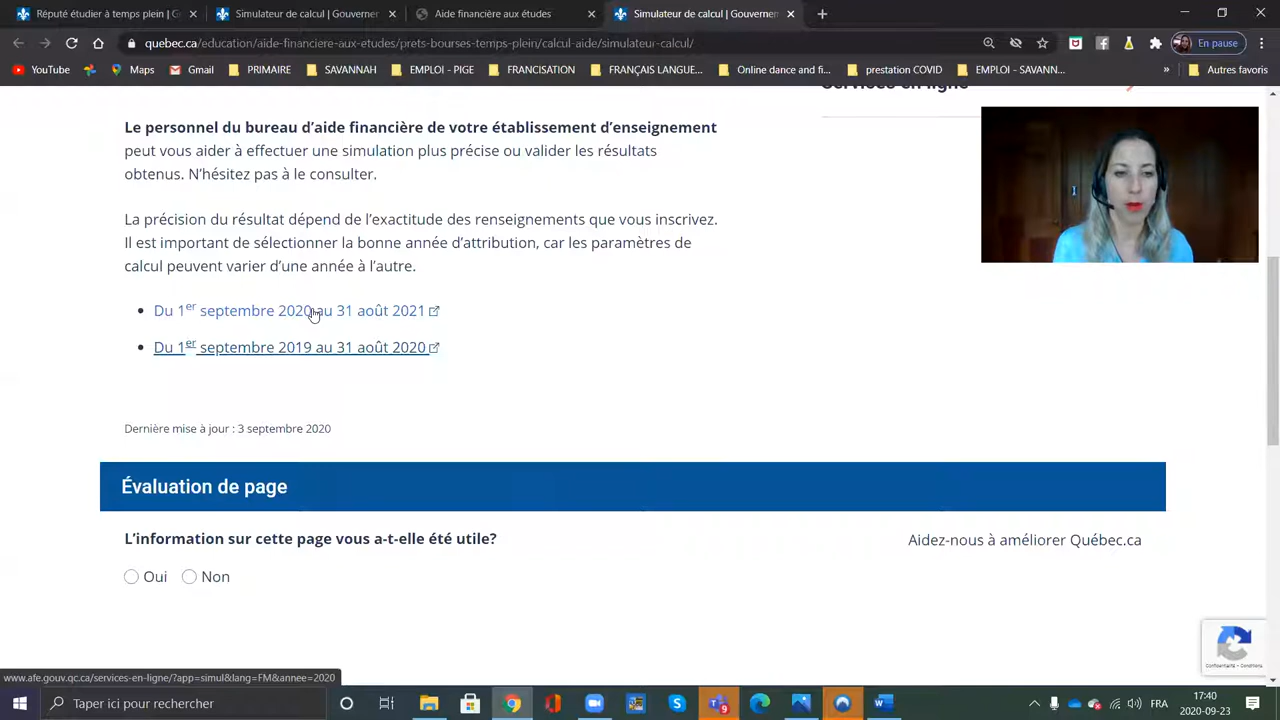 Réputé étudiant à temps plein | G
Simulateur de calcul | Gouverne
Aide financière aux études
Simulateur de calcul | Gouvern
quebec.ca/education/aide-financiere-aux-etudes/prets-bourses-temps-plein/calcul-aide/simulateur-calcul/
En pause
YouTube
Maps
Gmail
PRIMAIRE
SAVANNAH
EMPLOI - PIGE
FRANCISATION
FRANÇAIS LANGUE...
Online dance and fi...
prestation COVID
EMPLOI - SAVANN...
Autres favoris
Services en ligne
Le personnel du bureau d'aide financière de votre établissement d'enseignement
peut vous aider à effectuer une simulation plus précise ou valider les résultats
obtenus. N'hésitez pas à le consulter.
La précision du résultat dépend de l'exactitude des renseignements que vous inscrivez.
Il est important de sélectionner la bonne année d'attribution, car les paramètres de
calcul peuvent varier d'une année à l'autre.
Du 1er septembre 2020 au 31 août 2021
Du 1er septembre 2019 au 31 août 2020
Dernière mise à jour : 3 septembre 2020
Évaluation de page
L'information sur cette page vous a-t-elle été utile?
Aidez-nous à améliorer Québec.ca
Oui
Non
Confidentialité - Conditions
www.afe.gouv.qc.ca/services-en-ligne/?app=simul&lang=FM&annee=2020
Taper ici pour rechercher
9
FRA
17:40
2020-09-23